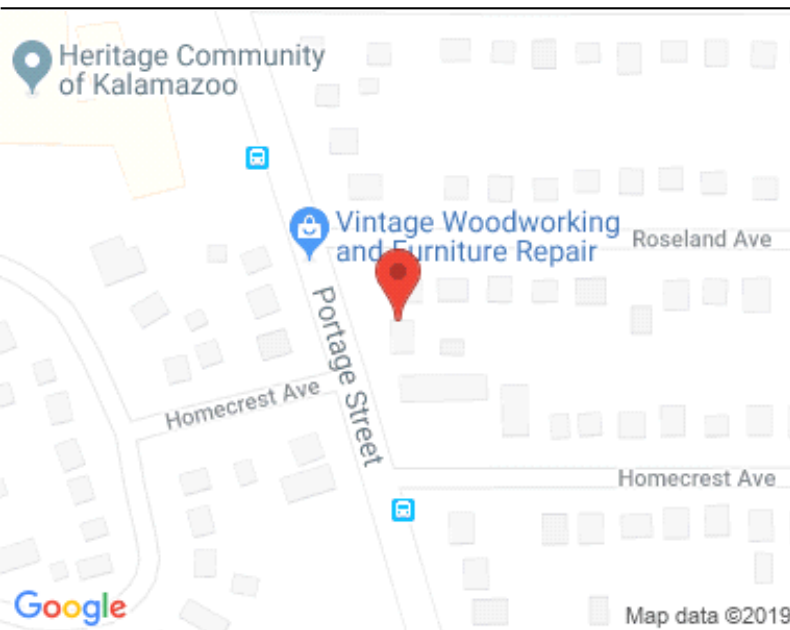 Heritage Community
of Kalamazoo
Vintage Woodworking
and Furniture Repair
Roseland Ave
Portage Street
Homecrest Ave
Homecrest Ave
Google
Map data ©2019